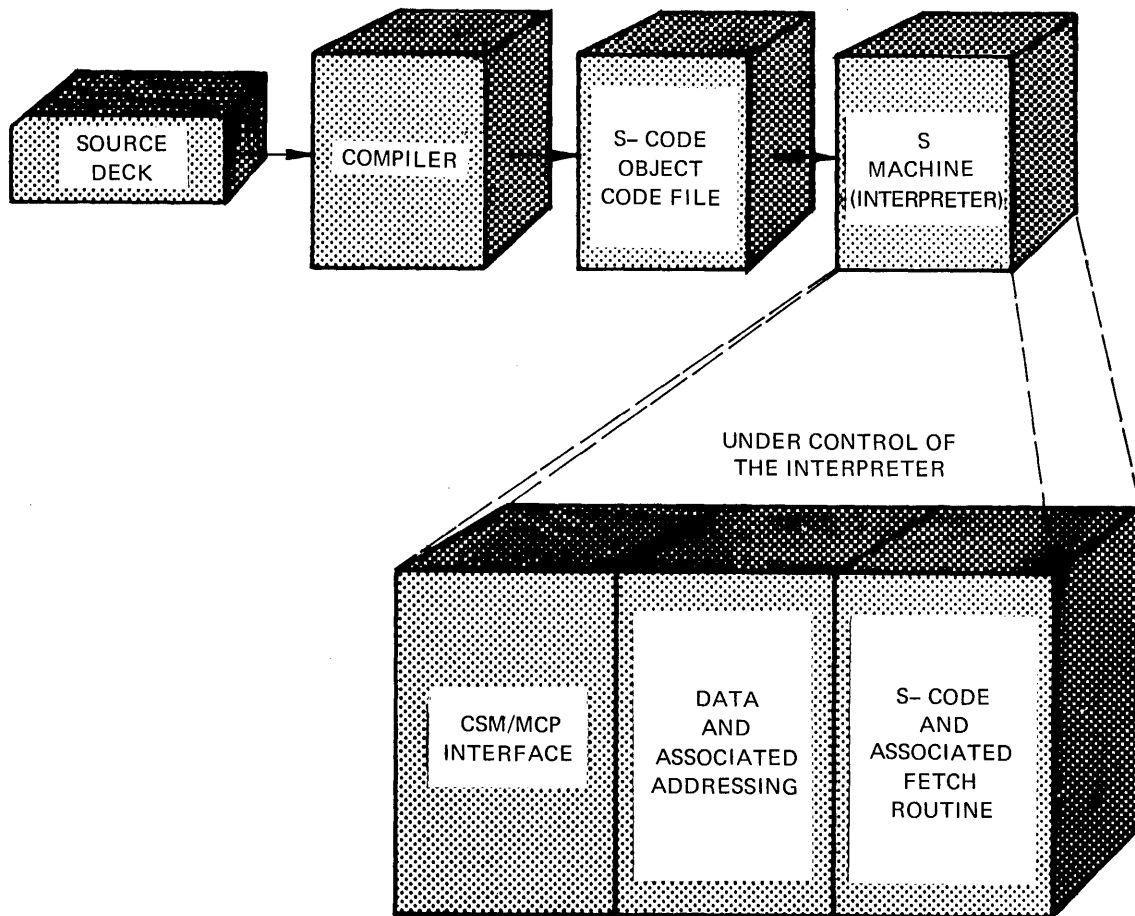 SOURCE
DECK
COMPILER
S– CODE
OBJECT
CODE FILE
S
MACHINE
(INTERPRETER)
UNDER CONTROL OF
THE INTERPRETER
CSM/MCP
INTERFACE
DATA
AND
ASSOCIATED
ADDRESSING
S– CODE
AND
ASSOCIATED
FETCH
ROUTINE